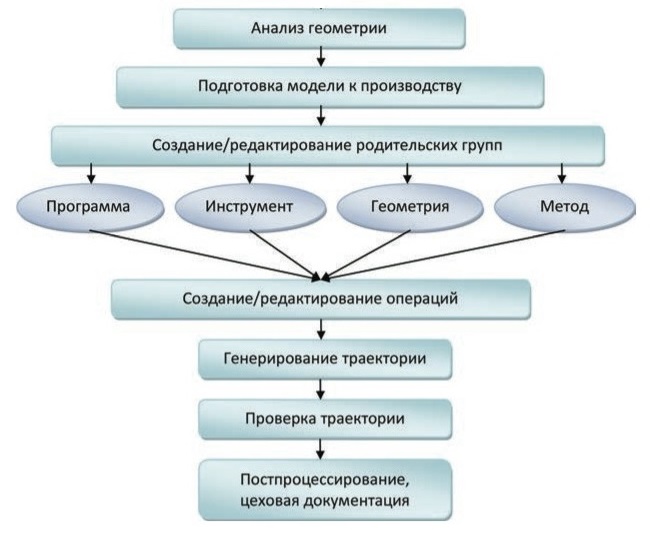 Анализ геометрии
Подготовка модели к производству
Создание/редактирование родительских групп
Программа
Инструмент
Геометрия
Метод
Создание/редактирование операций
Генерирование траектории
Проверка траектории
Постпроцессирование,
цеховая документация